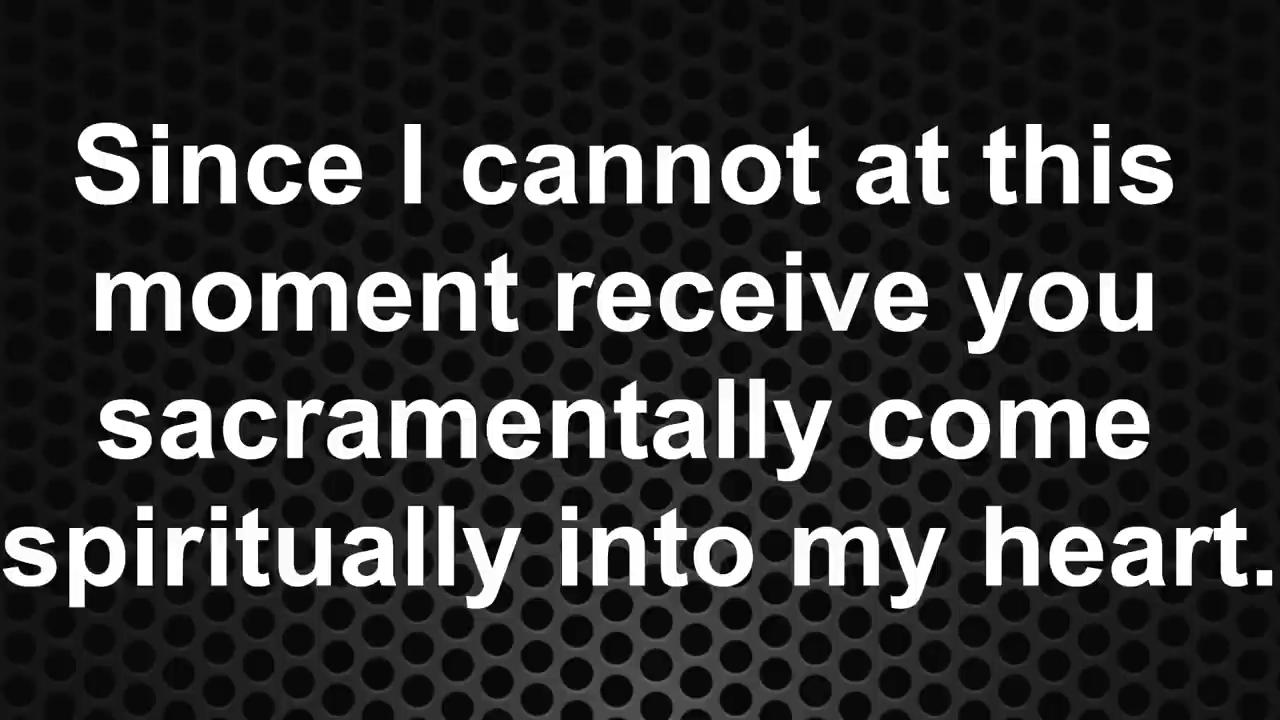 Since I cannot at this
moment receive you
sacramentally come
spiritually into my heart.